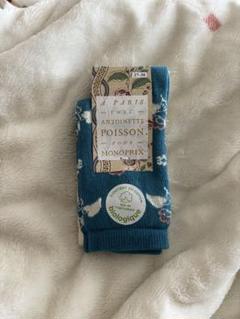 A PARIS
CHEZ
ANTOINETTE
POISSON
POUR
MONOPRIX
biologique